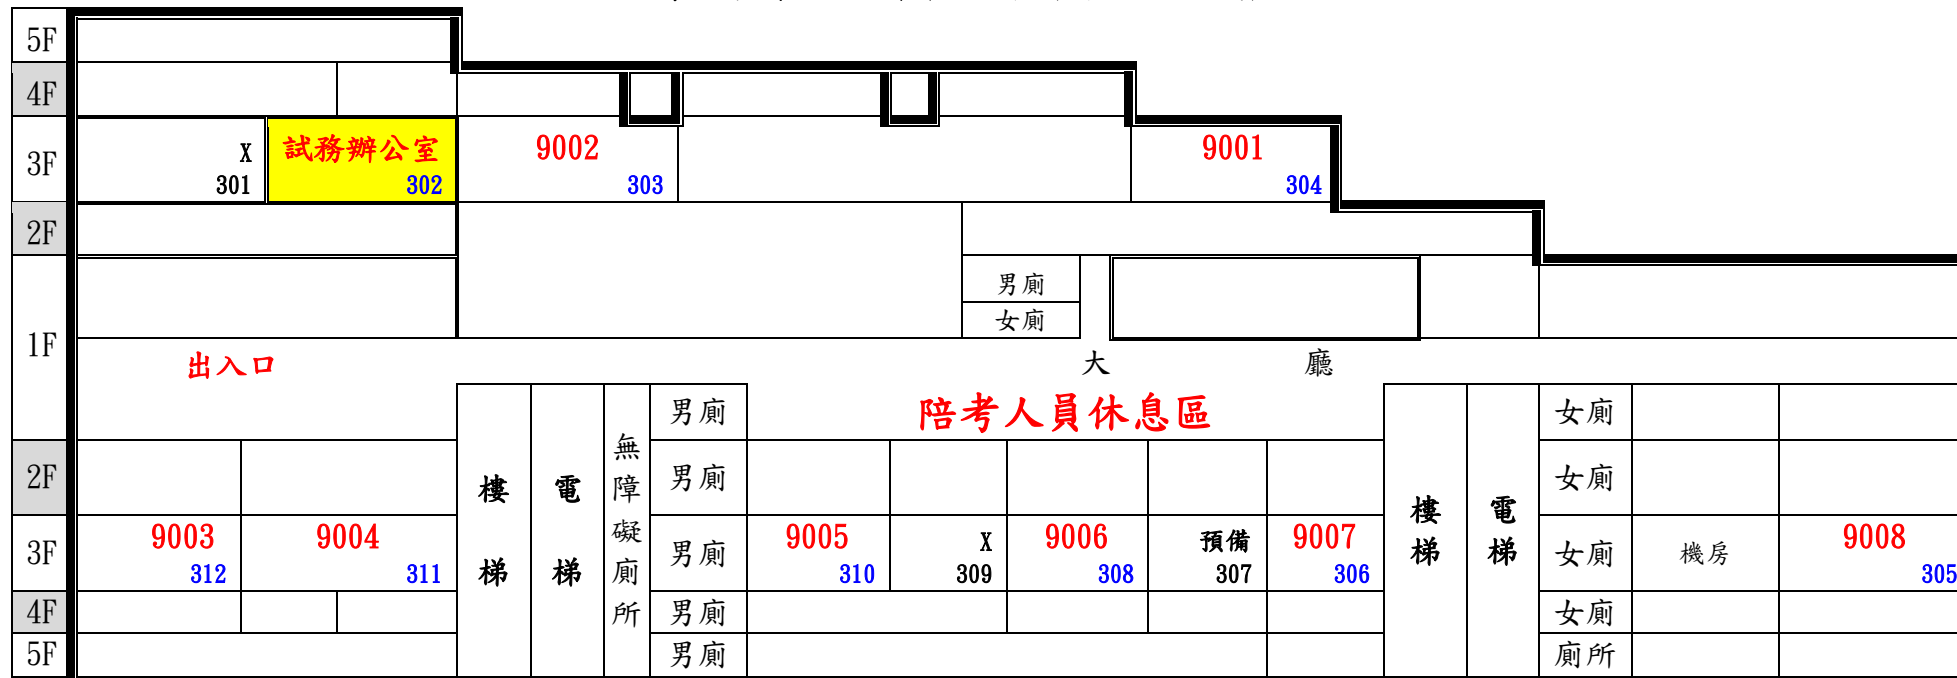 5F
4F
3F
X
301
試務辦公室
302
9002
303
9001
304
2F
1F
男廁
女廁
出入口
大 廳
樓梯
電梯
無障礙廁所
男廁
陪考人員休息區
樓梯
電梯
女廁
2F
男廁
女廁
3F
9003
312
9004
311
男廁
9005
310
X
309
9006
308
預備
307
9007
306
女廁
機房
9008
305
4F
男廁
女廁
5F
男廁
廁所